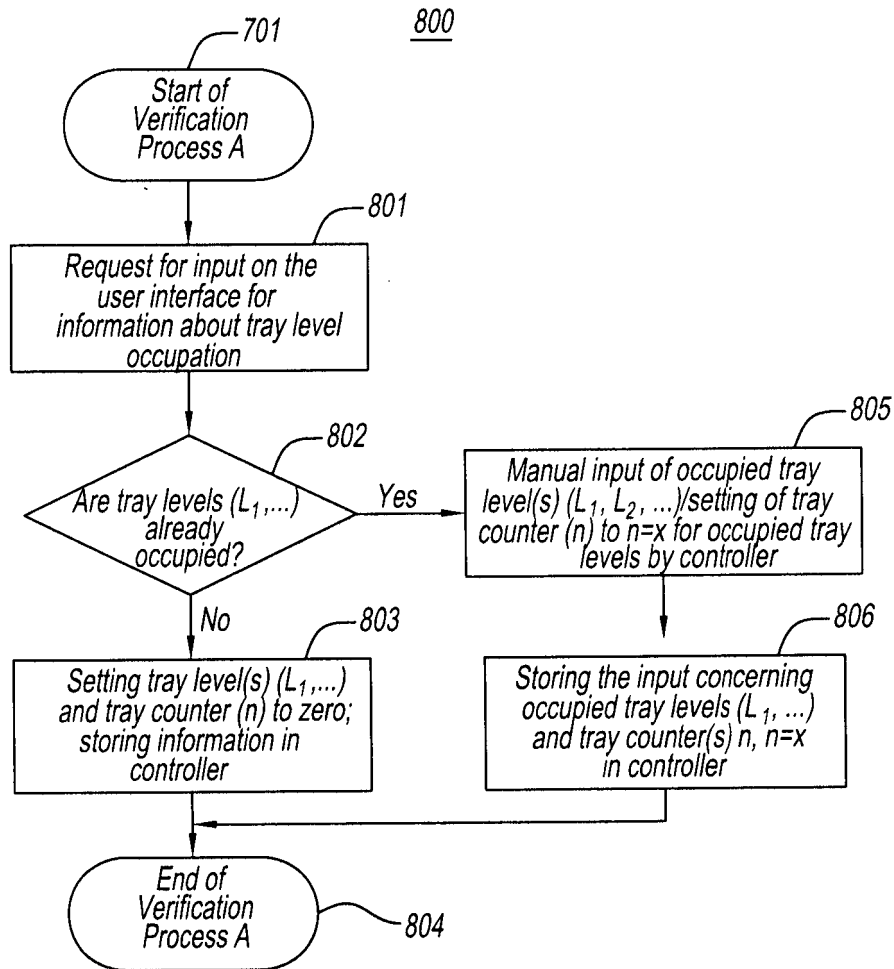 800
701
Start of
Verification
Process A
801
Request for input on the
user interface for
information about tray level
occupation
802
Are tray levels (L1,...)
already
occupied?
Yes
805
Manual input of occupied tray
level(s) (L1, L2, ...)/setting of tray
counter (n) to n=x for occupied tray
levels by controller
No
803
Setting tray level(s) (L1,...)
and tray counter (n) to zero;
storing information in
controller
806
Storing the input concerning
occupied tray levels (L1, ...)
and tray counter(s) n, n=x
in controller
End of
Verification
Process A
804